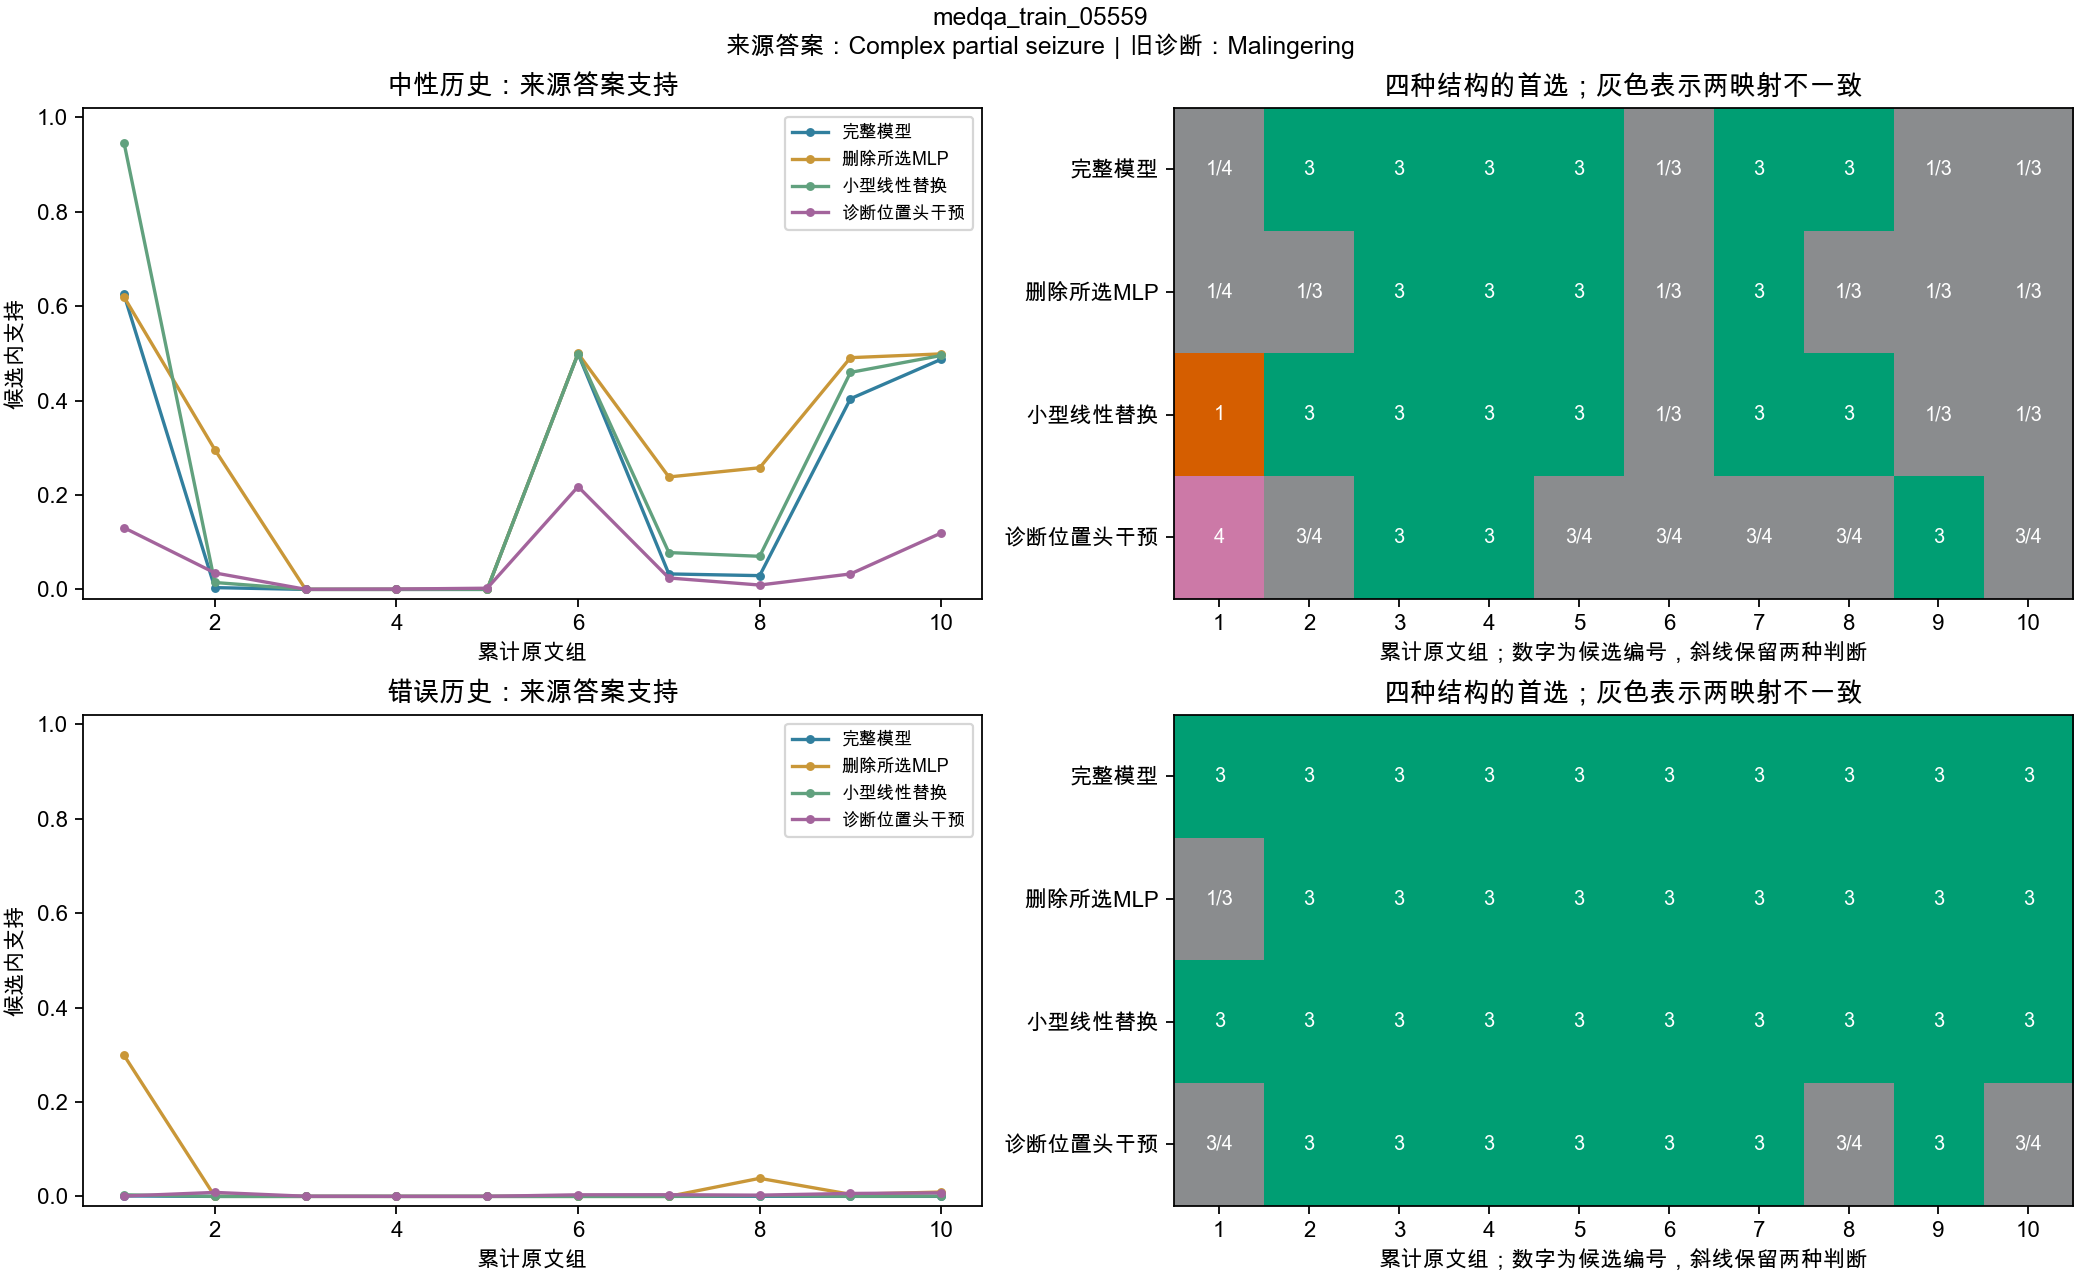 medqa_train_05559
来源答案：Complex partial seizure | 旧诊断：Malingering
中性历史：来源答案支持
候选内支持
1.0
0.8
0.6
0.4
0.2
0.0
完整模型
删除所选MLP
小型线性替换
诊断位置头干预
2 4 6 8 10
累计原文组
四种结构的首选；灰色表示两映射不一致
完整模型 1/4 3 3 3 3 1/3 3 3 1/3 1/3
删除所选MLP 1/4 1/3 3 3 3 1/3 3 1/3 1/3 1/3
小型线性替换 1 3 3 3 3 1/3 3 3 1/3 1/3
诊断位置头干预 4 3/4 3 3 3/4 3/4 3/4 3/4 3 3/4
1 2 3 4 5 6 7 8 9 10
累计原文组；数字为候选编号，斜线保留两种判断
错误历史：来源答案支持
候选内支持
1.0
0.8
0.6
0.4
0.2
0.0
完整模型
删除所选MLP
小型线性替换
诊断位置头干预
2 4 6 8 10
累计原文组
四种结构的首选；灰色表示两映射不一致
完整模型 3 3 3 3 3 3 3 3 3 3
删除所选MLP 1/3 3 3 3 3 3 3 3 3 3
小型线性替换 3 3 3 3 3 3 3 3 3 3
诊断位置头干预 3/4 3 3 3 3 3 3 3/4 3 3/4
1 2 3 4 5 6 7 8 9 10
累计原文组；数字为候选编号，斜线保留两种判断